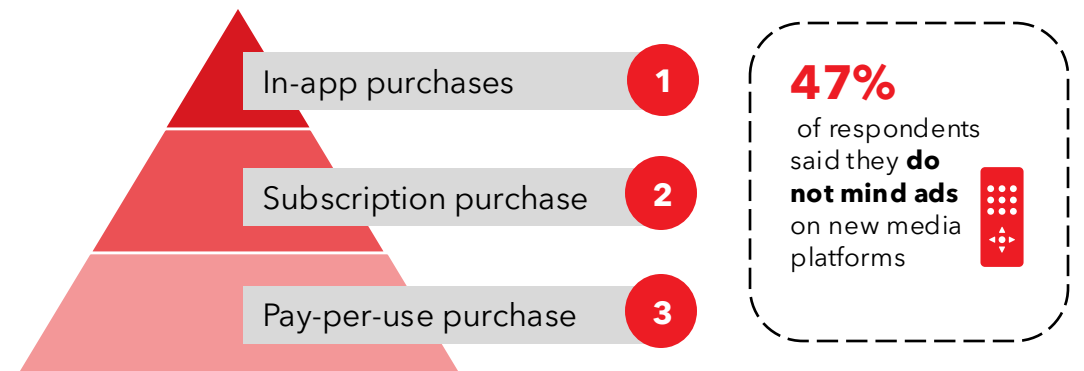 In-app purchases
1
Subscription purchase
2
Pay-per-use purchase
3
47%
of respondents
said they do
not mind ads
on new media
platforms